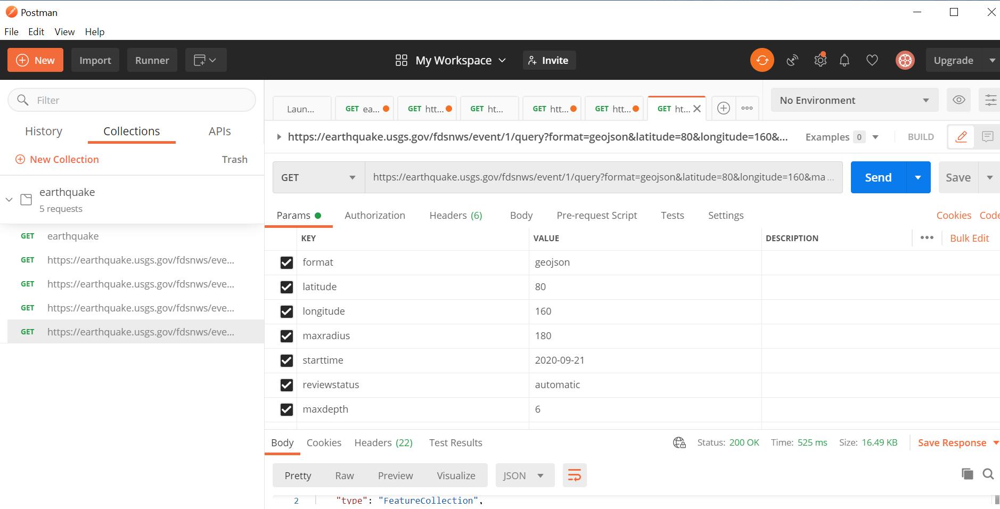 Postman
File Edit View Help
New Import Runner My Workspace Invite Upgrade
Filter
History Collections APIs
New Collection Trash
earthquake
5 requests
GET earthquake
GET https://earthquake.usgs.gov/fdsnws/eve...
GET https://earthquake.usgs.gov/fdsnws/eve...
GET https://earthquake.usgs.gov/fdsnws/eve...
GET https://earthquake.usgs.gov/fdsnws/eve...
Laun... GET ea... GET htt... GET ht... GET htt... GET htt... GET ht... No Environment
https://earthquake.usgs.gov/fdsnws/event/1/query?format=geojson&latitude=80&longitude=160&... Examples 0 BUILD
GET https://earthquake.usgs.gov/fdsnws/event/1/query?format=geojson&latitude=80&longitude=160&ma... Send Save
Params Authorization Headers (6) Body Pre-request Script Tests Settings Cookies Code
KEY VALUE DESCRIPTION Bulk Edit
format geojson
latitude 80
longitude 160
maxradius 180
starttime 2020-09-21
reviewstatus automatic
maxdepth 6
Body Cookies Headers (22) Test Results Status: 200 OK Time: 525 ms Size: 16.49 KB Save Response
Pretty Raw Preview Visualize JSON
2 "type": "FeatureCollection",